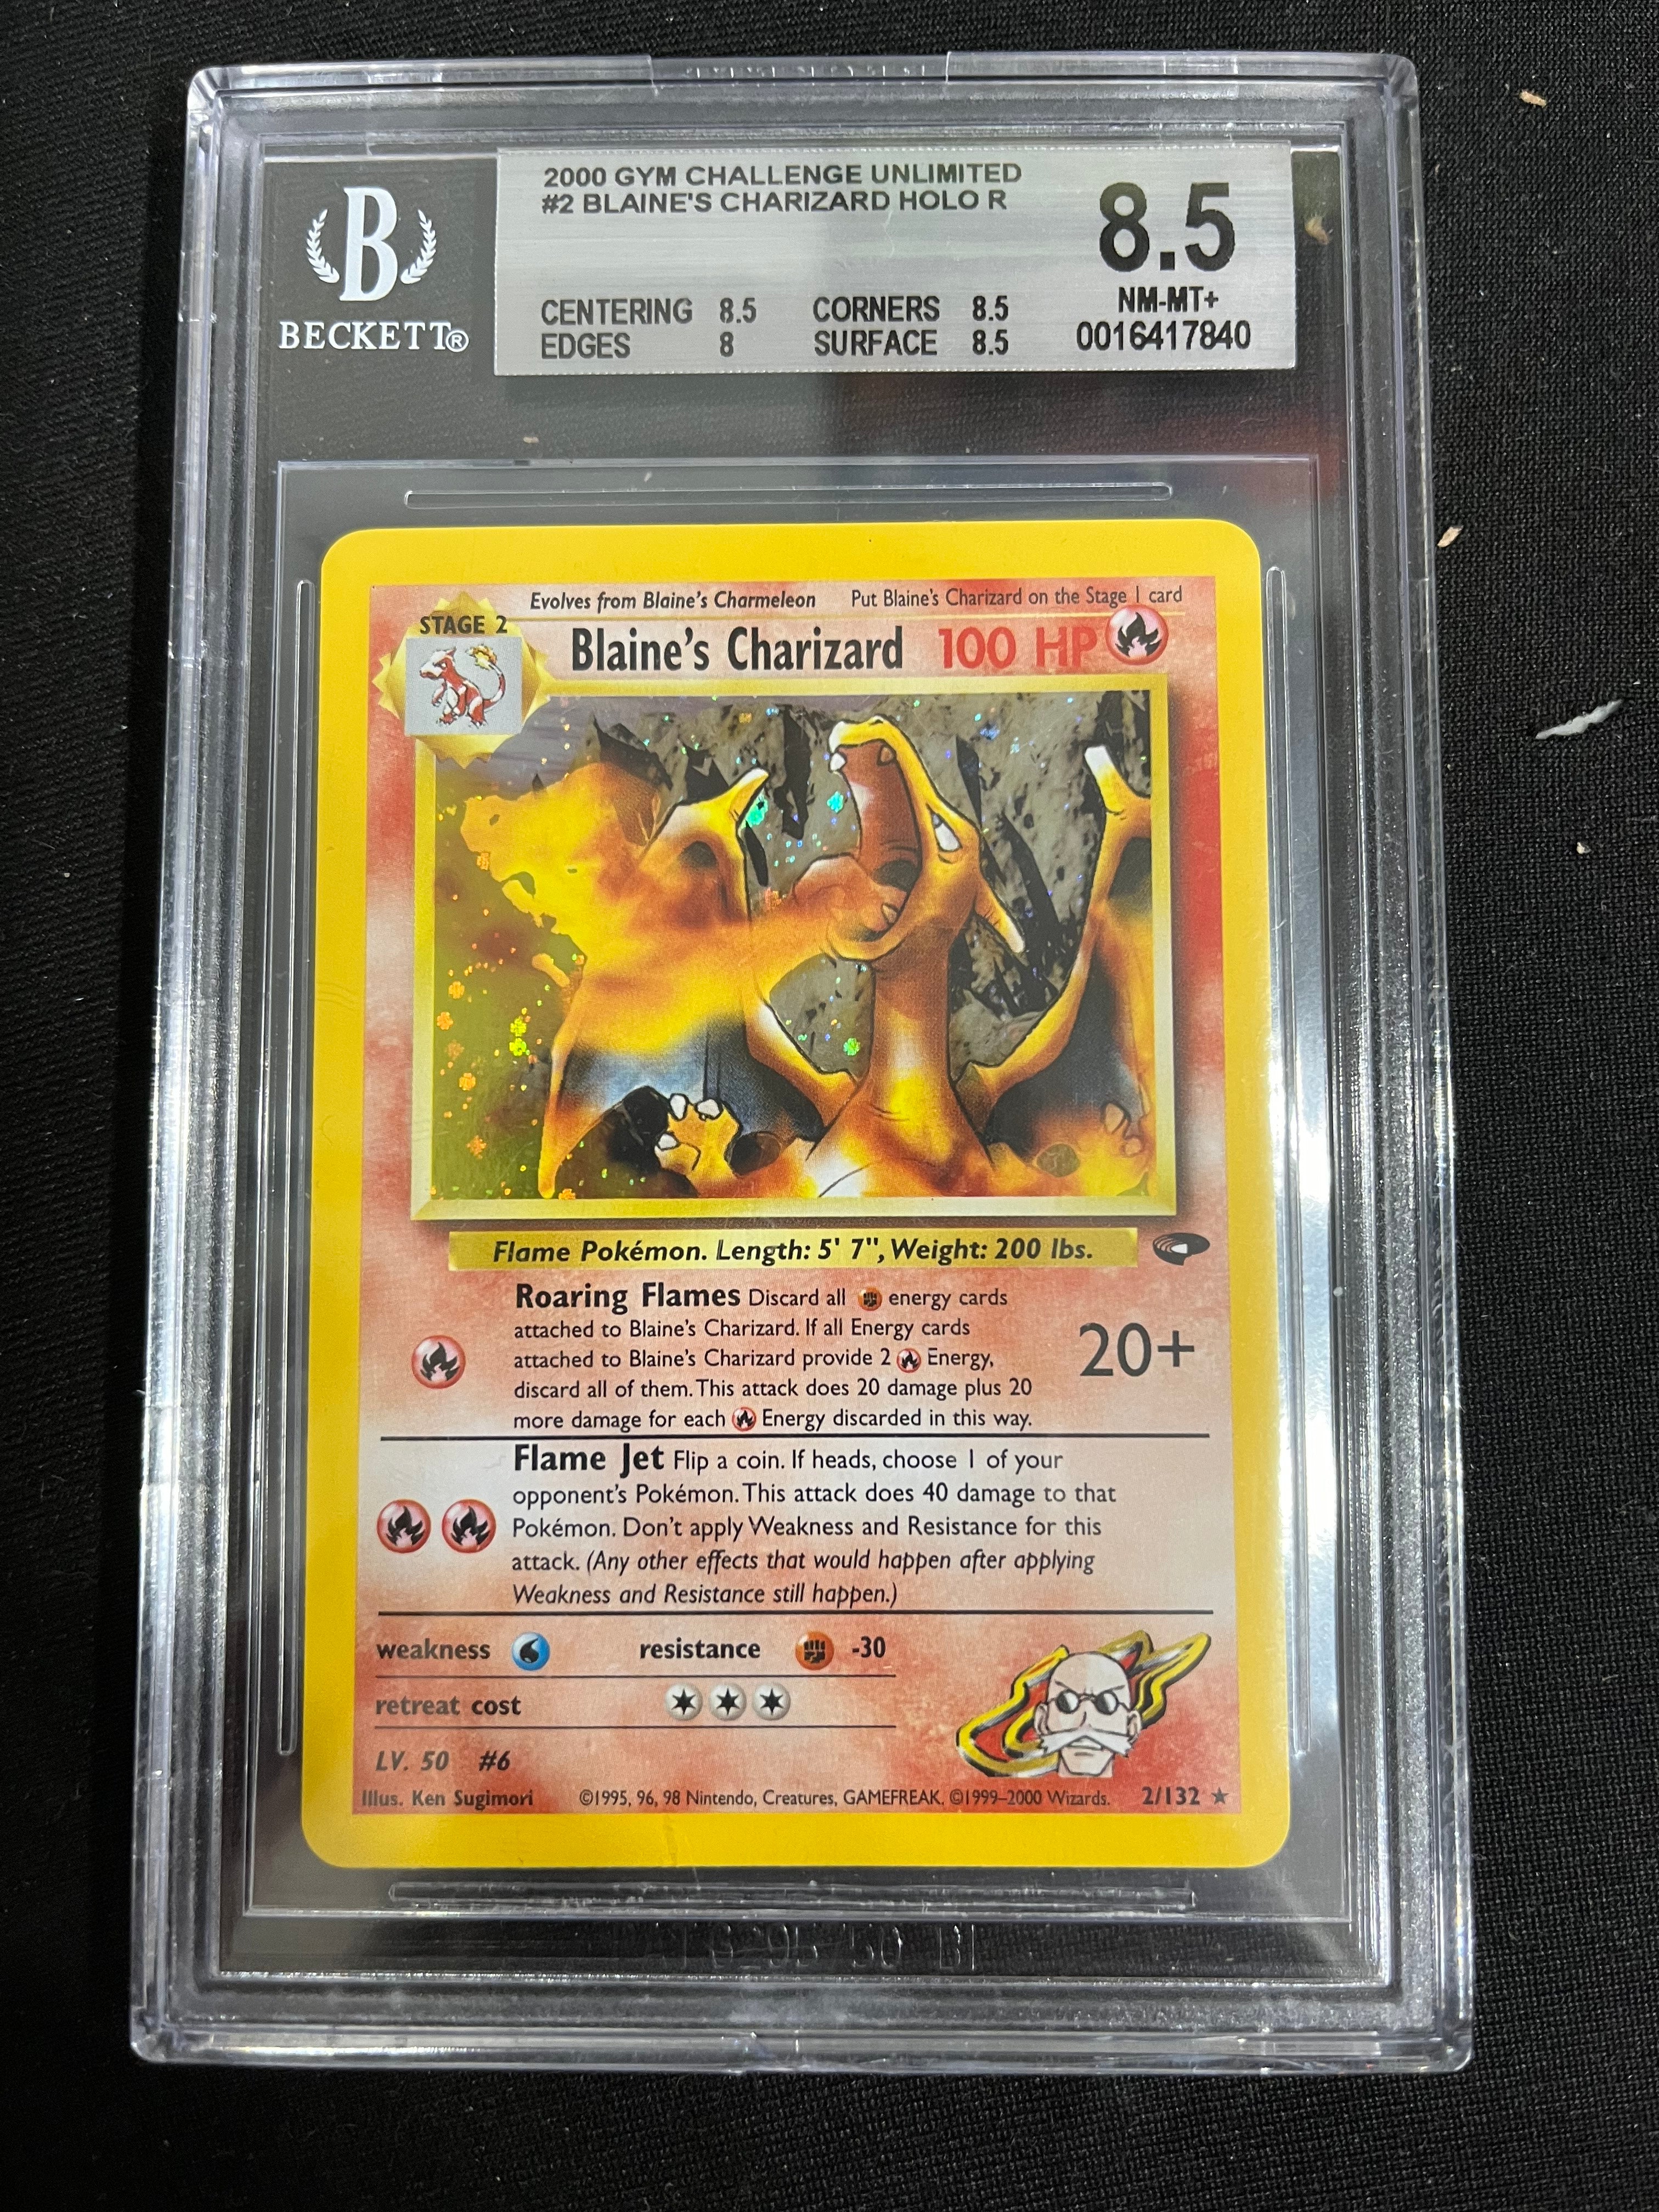 2000 GYM CHALLENGE UNLIMITED
#2 BLAINE'S CHARIZARD HOLO R
8.5
CENTERING 8.5 CORNERS 8.5
EDGES 8 SURFACE 8.5
NM-MT+
0016417840
B
BECKETT®
Evolves from Blaine's Charmeleon Put Blaine's Charizard on the Stage 1 card
STAGE 2
Blaine's Charizard 100 HP
Flame Pokémon. Length: 5' 7", Weight: 200 lbs.
Roaring Flames Discard all energy cards
attached to Blaine's Charizard. If all Energy cards
attached to Blaine's Charizard provide 2 Energy,
discard all of them. This attack does 20 damage plus 20
more damage for each Energy discarded in this way.
20+
Flame Jet Flip a coin. If heads, choose 1 of your
opponent's Pokémon. This attack does 40 damage to that
Pokémon. Don't apply Weakness and Resistance for this
attack. (Any other effects that would happen after applying
Weakness and Resistance still happen.)
weakness resistance -30
retreat cost
LV. 50 #6
Illus. Ken Sugimori ©1995, 96, 98 Nintendo, Creatures, GAMEFREAK. ©1999–2000 Wizards. 2/132 ★